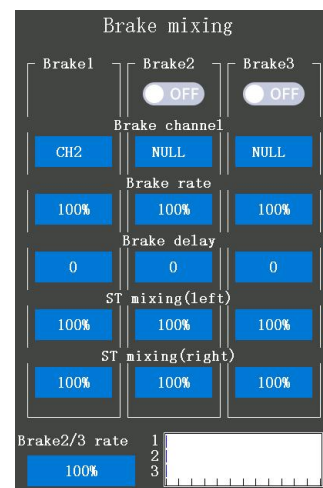 Brake mixing
Brake1 Brake2 Brake3
OFF OFF
Brake channel
CH2 NULL NULL
Brake rate
100% 100% 100%
Brake delay
0 0 0
ST mixing(left)
100% 100% 100%
ST mixing(right)
100% 100% 100%
Brake2/3 rate 1
2
100% 3